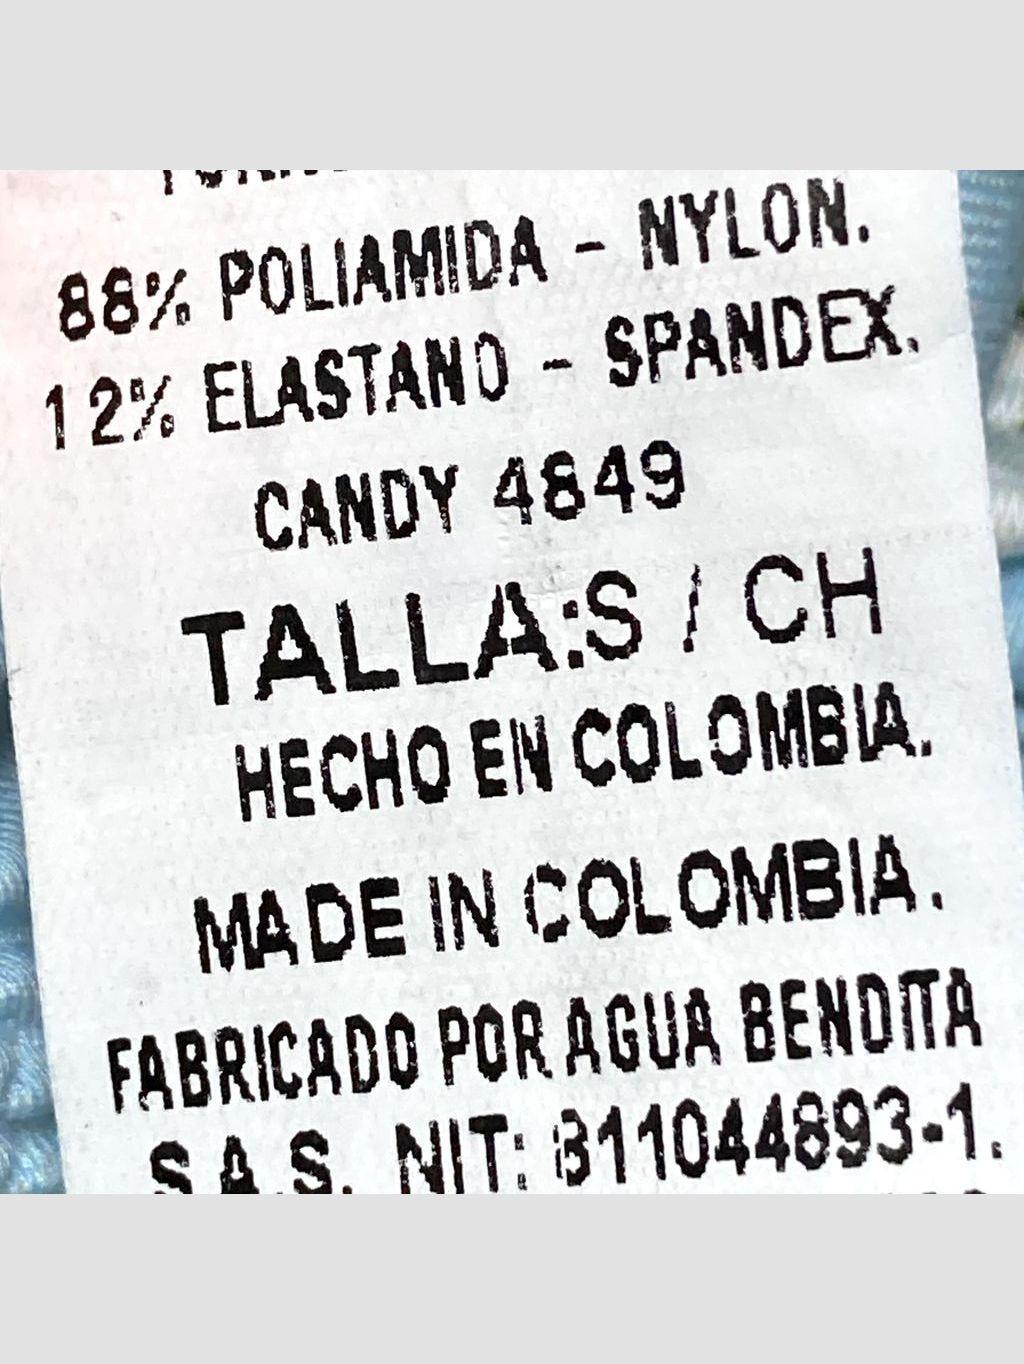 88% POLIAMIDA - NYLON.
12% ELASTANO - SPANDEX.
CANDY 4849
TALLA:S / CH
HECHO EN COLOMBIA.
MADE IN COLOMBIA.
FABRICADO POR AGUA BENDITA
S.A.S. NIT: 811044893-1.